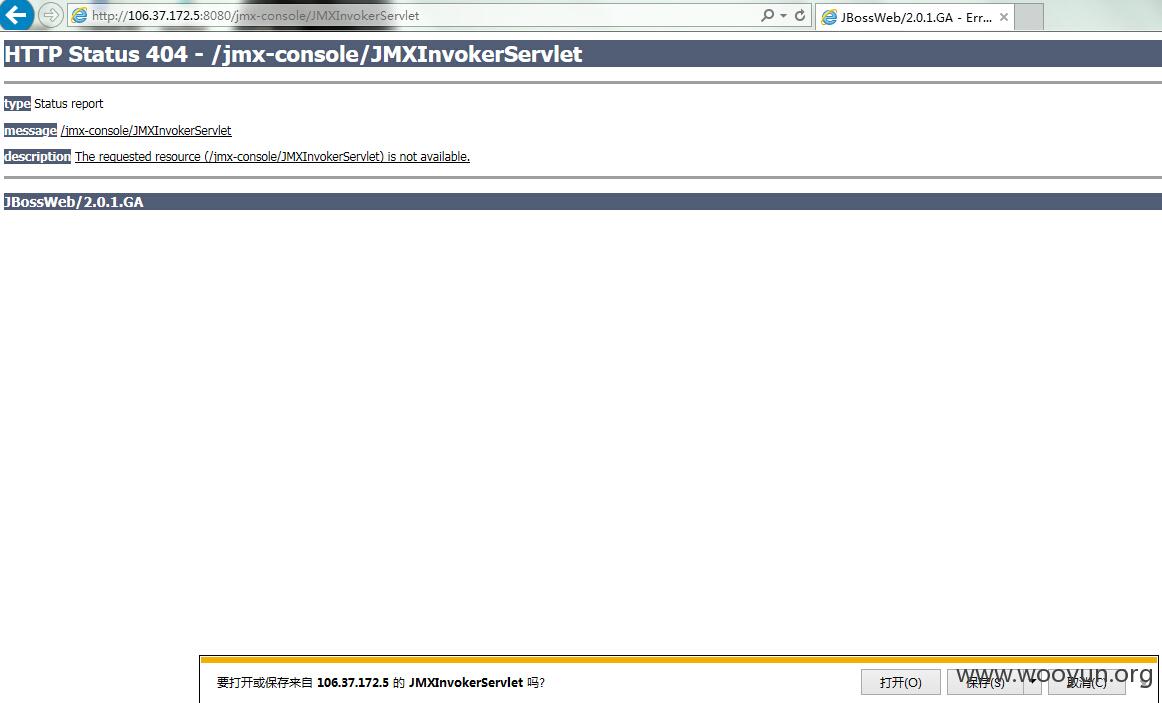 http://106.37.172.5:8080/jmx-console/JMXInvokerServlet
JBossWeb/2.0.1.GA - Err...
HTTP Status 404 - /jmx-console/JMXInvokerServlet
type Status report
message /jmx-console/JMXInvokerServlet
description The requested resource (/jmx-console/JMXInvokerServlet) is not available.
JBossWeb/2.0.1.GA
要打开或保存来自 106.37.172.5 的 JMXInvokerServlet 吗?
打开(O)
保存(S)
取消(C)
www.wooyun.org